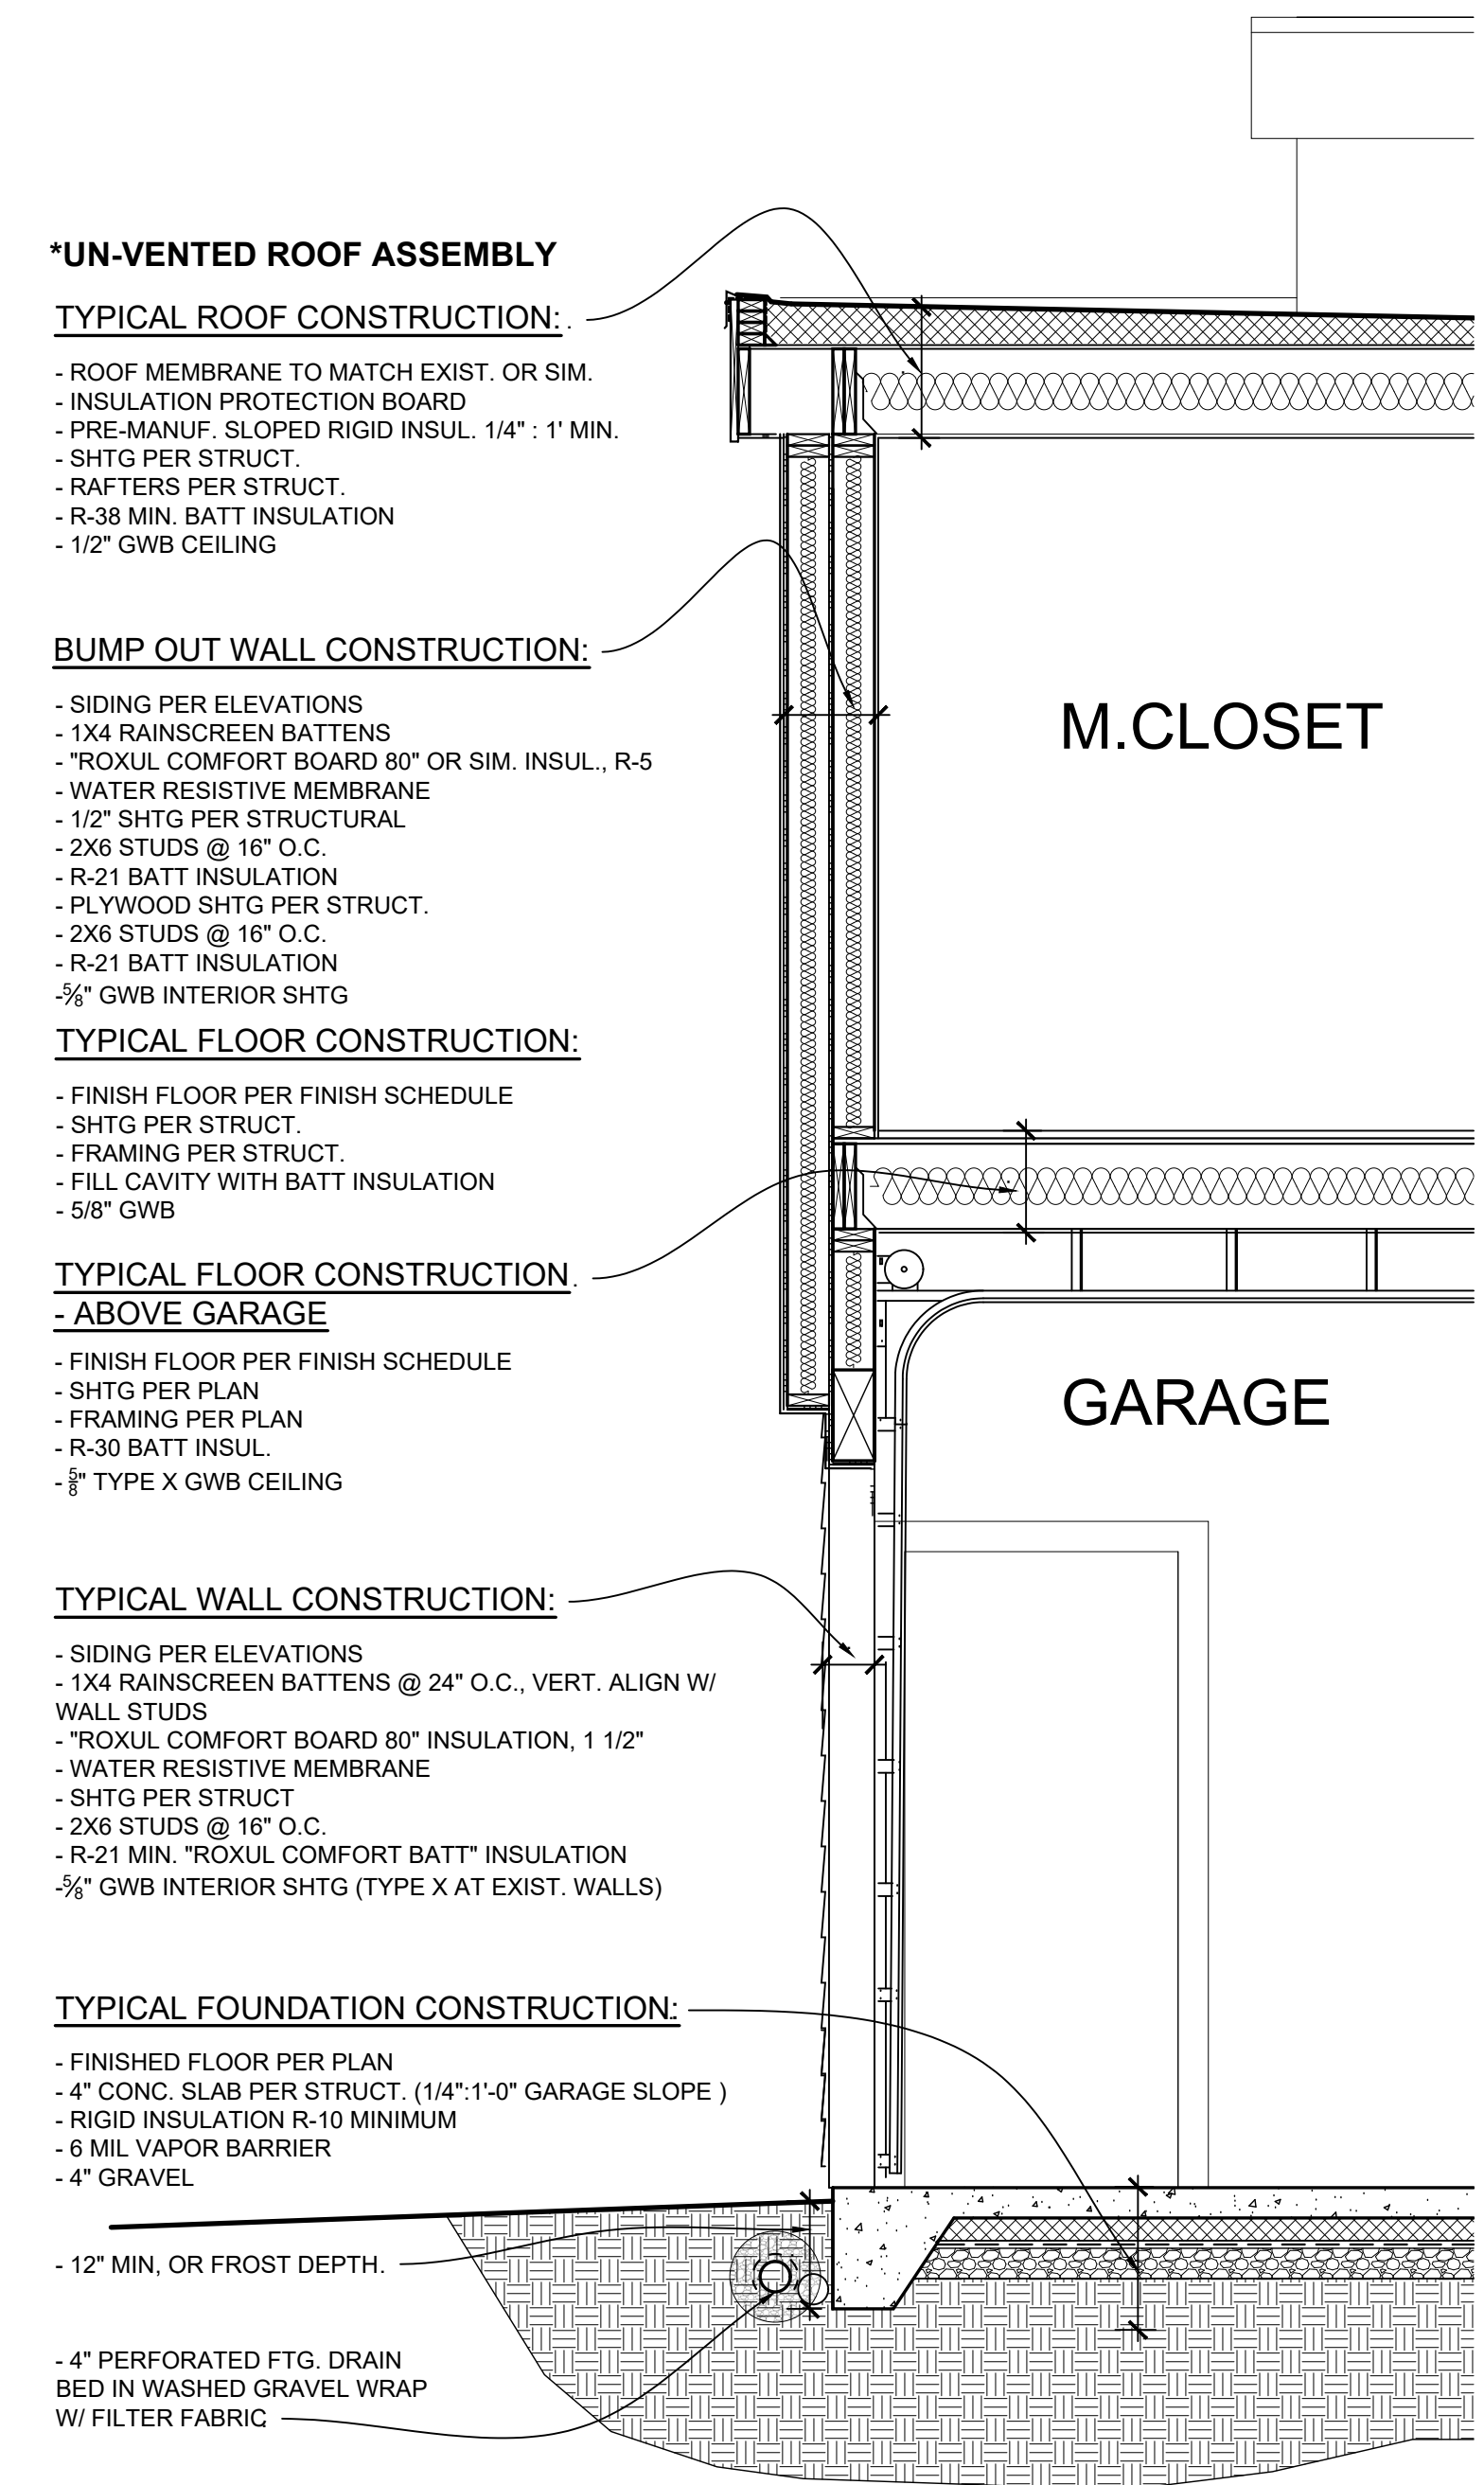 *UN-VENTED ROOF ASSEMBLY
TYPICAL ROOF CONSTRUCTION:
- ROOF MEMBRANE TO MATCH EXIST. OR SIM.
- INSULATION PROTECTION BOARD
- PRE-MANUF. SLOPED RIGID INSUL. 1/4" : 1' MIN.
- SHTG PER STRUCT.
- RAFTERS PER STRUCT.
- R-38 MIN. BATT INSULATION
- 1/2" GWB CEILING
BUMP OUT WALL CONSTRUCTION:
- SIDING PER ELEVATIONS
- 1X4 RAINSCREEN BATTENS
- "ROXUL COMFORT BOARD 80" OR SIM. INSUL., R-5
- WATER RESISTIVE MEMBRANE
- 1/2" SHTG PER STRUCTURAL
- 2X6 STUDS @ 16" O.C.
- R-21 BATT INSULATION
- PLYWOOD SHTG PER STRUCT.
- 2X6 STUDS @ 16" O.C.
- R-21 BATT INSULATION
-5/8" GWB INTERIOR SHTG
M.CLOSET
TYPICAL FLOOR CONSTRUCTION:
- FINISH FLOOR PER FINISH SCHEDULE
- SHTG PER STRUCT.
- FRAMING PER STRUCT.
- FILL CAVITY WITH BATT INSULATION
- 5/8" GWB
TYPICAL FLOOR CONSTRUCTION
- ABOVE GARAGE
- FINISH FLOOR PER FINISH SCHEDULE
- SHTG PER PLAN
- FRAMING PER PLAN
- R-30 BATT INSUL.
- 5/8" TYPE X GWB CEILING
GARAGE
TYPICAL WALL CONSTRUCTION:
- SIDING PER ELEVATIONS
- 1X4 RAINSCREEN BATTENS @ 24" O.C., VERT. ALIGN W/
WALL STUDS
- "ROXUL COMFORT BOARD 80" INSULATION, 1 1/2"
- WATER RESISTIVE MEMBRANE
- SHTG PER STRUCT
- 2X6 STUDS @ 16" O.C.
- R-21 MIN. "ROXUL COMFORT BATT" INSULATION
-5/8" GWB INTERIOR SHTG (TYPE X AT EXIST. WALLS)
TYPICAL FOUNDATION CONSTRUCTION:
- FINISHED FLOOR PER PLAN
- 4" CONC. SLAB PER STRUCT. (1/4":1'-0" GARAGE SLOPE )
- RIGID INSULATION R-10 MINIMUM
- 6 MIL VAPOR BARRIER
- 4" GRAVEL
- 12" MIN, OR FROST DEPTH.
- 4" PERFORATED FTG. DRAIN
BED IN WASHED GRAVEL WRAP
W/ FILTER FABRIC